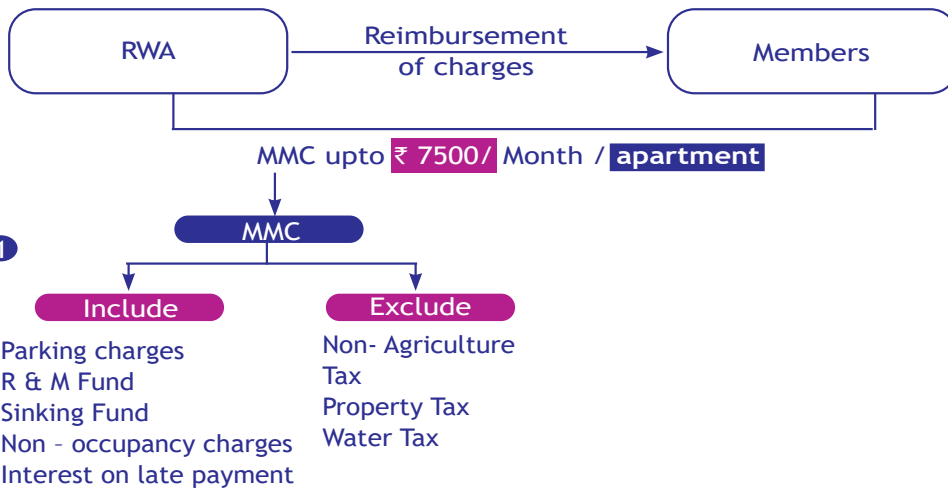 RWA
Reimbursement
of charges
Members
MMC upto ₹ 7500/ Month / apartment
MMC
1
Include
Exclude
Parking charges
R & M Fund
Sinking Fund
Non - occupancy charges
Interest on late payment
Non- Agriculture
Tax
Property Tax
Water Tax